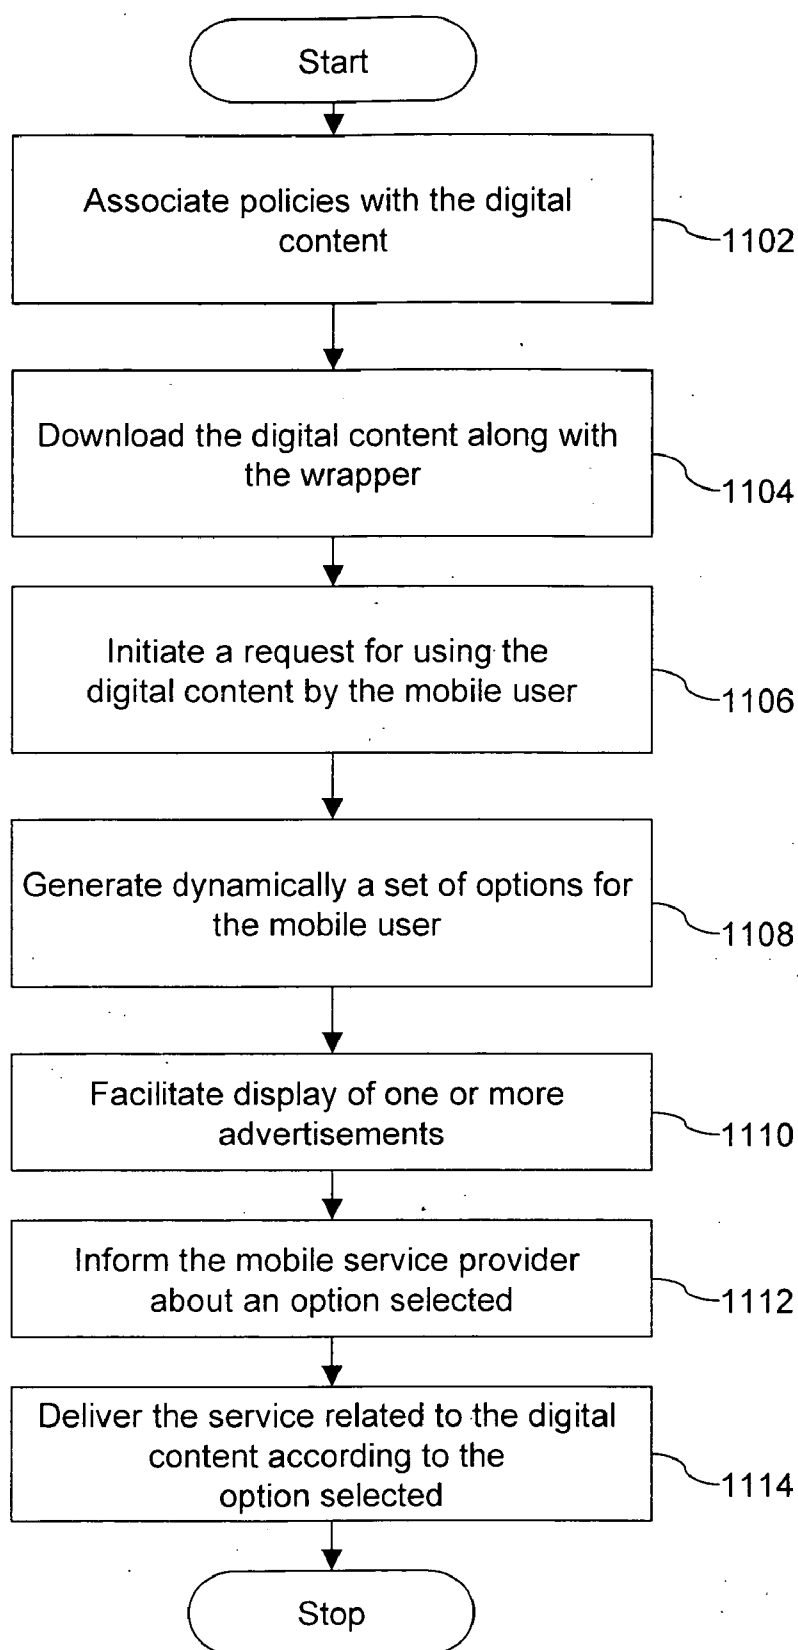 Start
Associate policies with the digital
content
1102
Download the digital content along with
the wrapper
1104
Initiate a request for using the
digital content by the mobile user
1106
Generate dynamically a set of options for
the mobile user
1108
Facilitate display of one or more
advertisements
1110
Inform the mobile service provider
about an option selected
1112
Deliver the service related to the digital
content according to the
option selected
1114
Stop